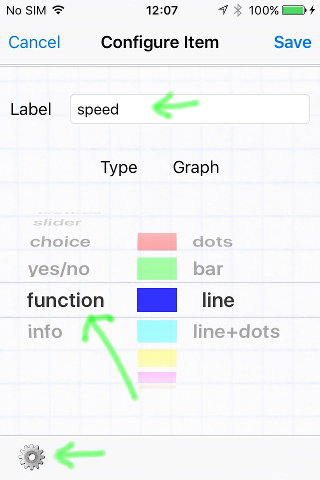 No SIM 12:07 100%
Cancel Configure Item Save
Label speed
Type Graph
slider
choice dots
yes/no bar
function line
info line+dots